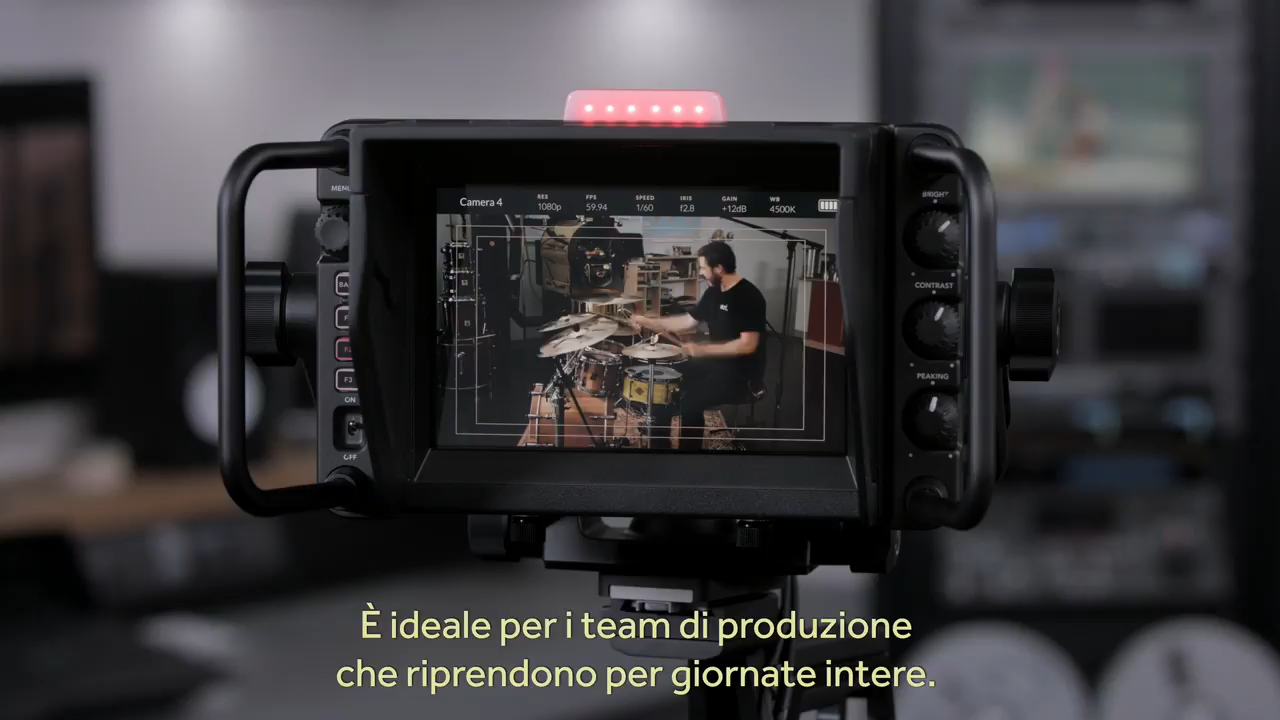 MENU
Camera 4
RES FPS SPEED IRIS GAIN WB
1080p 59.94 1/60 f2.8 +12dB 4500K
BRIGHT
CONTRAST
PEAKING
F3
ON
OFF
È ideale per i team di produzione
che riprendono per giornate intere.